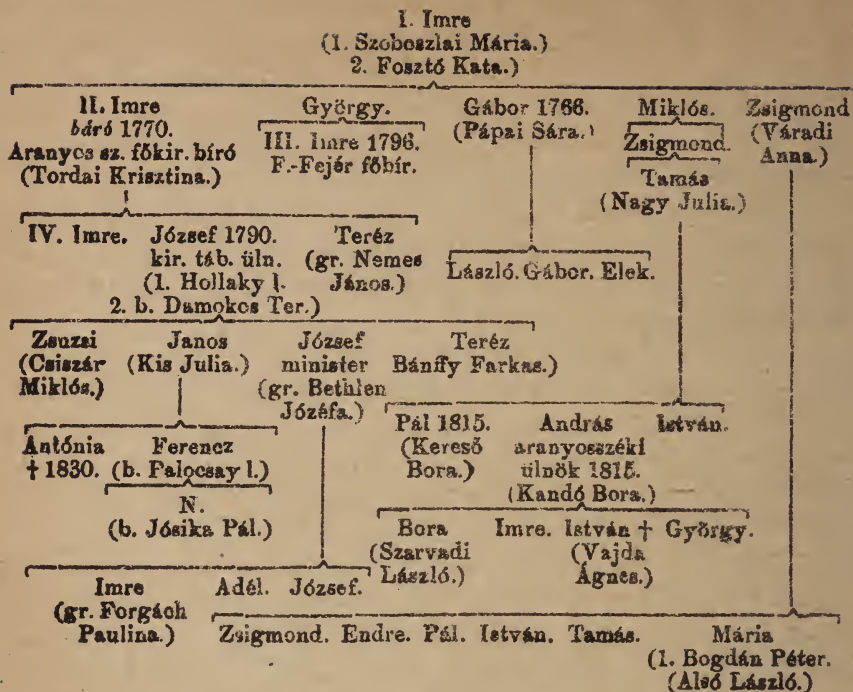 I. Imre
(1. Szoboszlai Mária.)
2. Fosztó Kata.)
II. Imre György. Gábor 1766. Miklós. Zsigmond
báró 1770. III. Imre 1796. (Pápai Sára.) Zsigmond. (Váradi
Aranyos sz. főkir. bíró F.-Fejér főbír. Tamás Anna.)
(Tordai Krisztina.) (Nagy Julia.)
IV. Imre. József 1790. Teréz
kir. táb. üln. (gr. Nemes László. Gábor. Elek.
(1. Hollaky l. János.)
2. b. Damokos Ter.)
Zsuzsi Janos József Teréz
(Csiszár (Kis Julia.) minister Bánffy Farkas.)
Miklós.) (gr. Bethlen
Józéfa.)
Pál 1815. András István.
(Kereső aranyosszéki
Bora.) ülnök 1815.
(Kandó Bora.)
Antónia Ferencz
† 1830. (b. Palocsay l.)
N.
(b. Jósika Pál.)
Bora Imre. István † György.
(Szarvadi (Vajda
László.) Ágnes.)
Imre Adél. József.
(gr. Forgách
Paulina.)
Zsigmond. Endre. Pál. István. Tamás. Mária
(1. Bogdán Péter.
(Alsó László.)